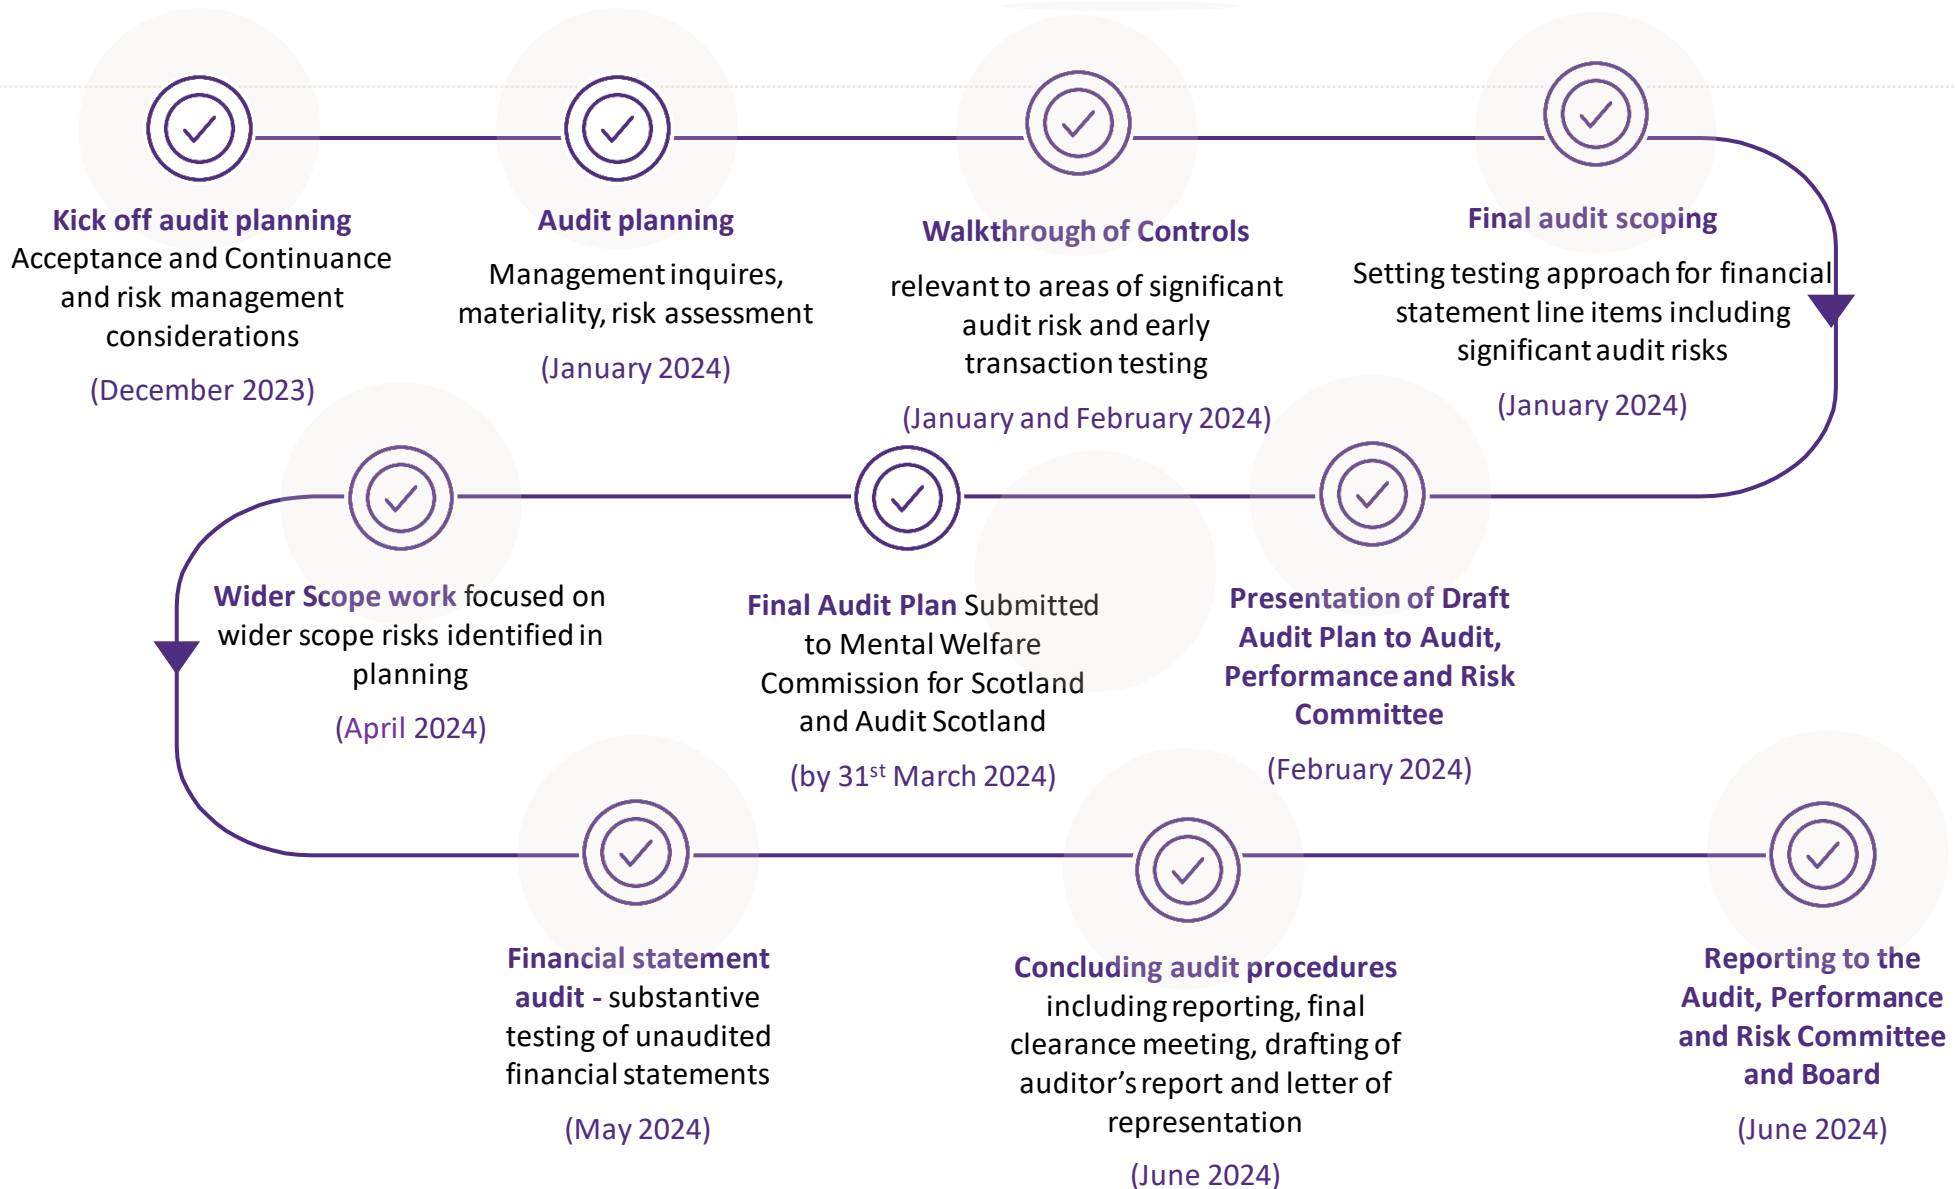 Kick off audit planning
Acceptance and Continuance
and risk management
considerations
(December 2023)
Audit planning
Management inquires,
materiality, risk assessment
(January 2024)
Walkthrough of Controls
relevant to areas of significant
audit risk and early
transaction testing
(January and February 2024)
Final audit scoping
Setting testing approach for financial
statement line items including
significant audit risks
(January 2024)
Presentation of Draft
Audit Plan to Audit,
Performance and Risk
Committee
(February 2024)
Final Audit Plan Submitted
to Mental Welfare
Commission for Scotland
and Audit Scotland
(by 31st March 2024)
Wider Scope work focused on
wider scope risks identified in
planning
(April 2024)
Financial statement
audit - substantive
testing of unaudited
financial statements
(May 2024)
Concluding audit procedures
including reporting, final
clearance meeting, drafting of
auditor’s report and letter of
representation
(June 2024)
Reporting to the
Audit, Performance
and Risk Committee
and Board
(June 2024)